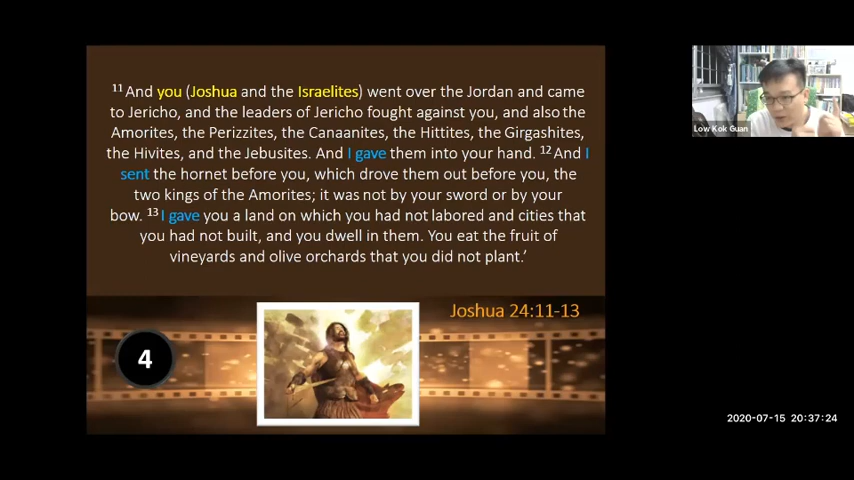 11 And you (Joshua and the Israelites) went over the Jordan and came
to Jericho, and the leaders of Jericho fought against you, and also the
Amorites, the Perizzites, the Canaanites, the Hittites, the Girgashites,
the Hivites, and the Jebusites. And I gave them into your hand. 12 And I
sent the hornet before you, which drove them out before you, the
two kings of the Amorites; it was not by your sword or by your
bow. 13 I gave you a land on which you had not labored and cities that
you had not built, and you dwell in them. You eat the fruit of
vineyards and olive orchards that you did not plant.’
Joshua 24:11-13
4
Low Kok Guan
2020-07-15 20:37:24